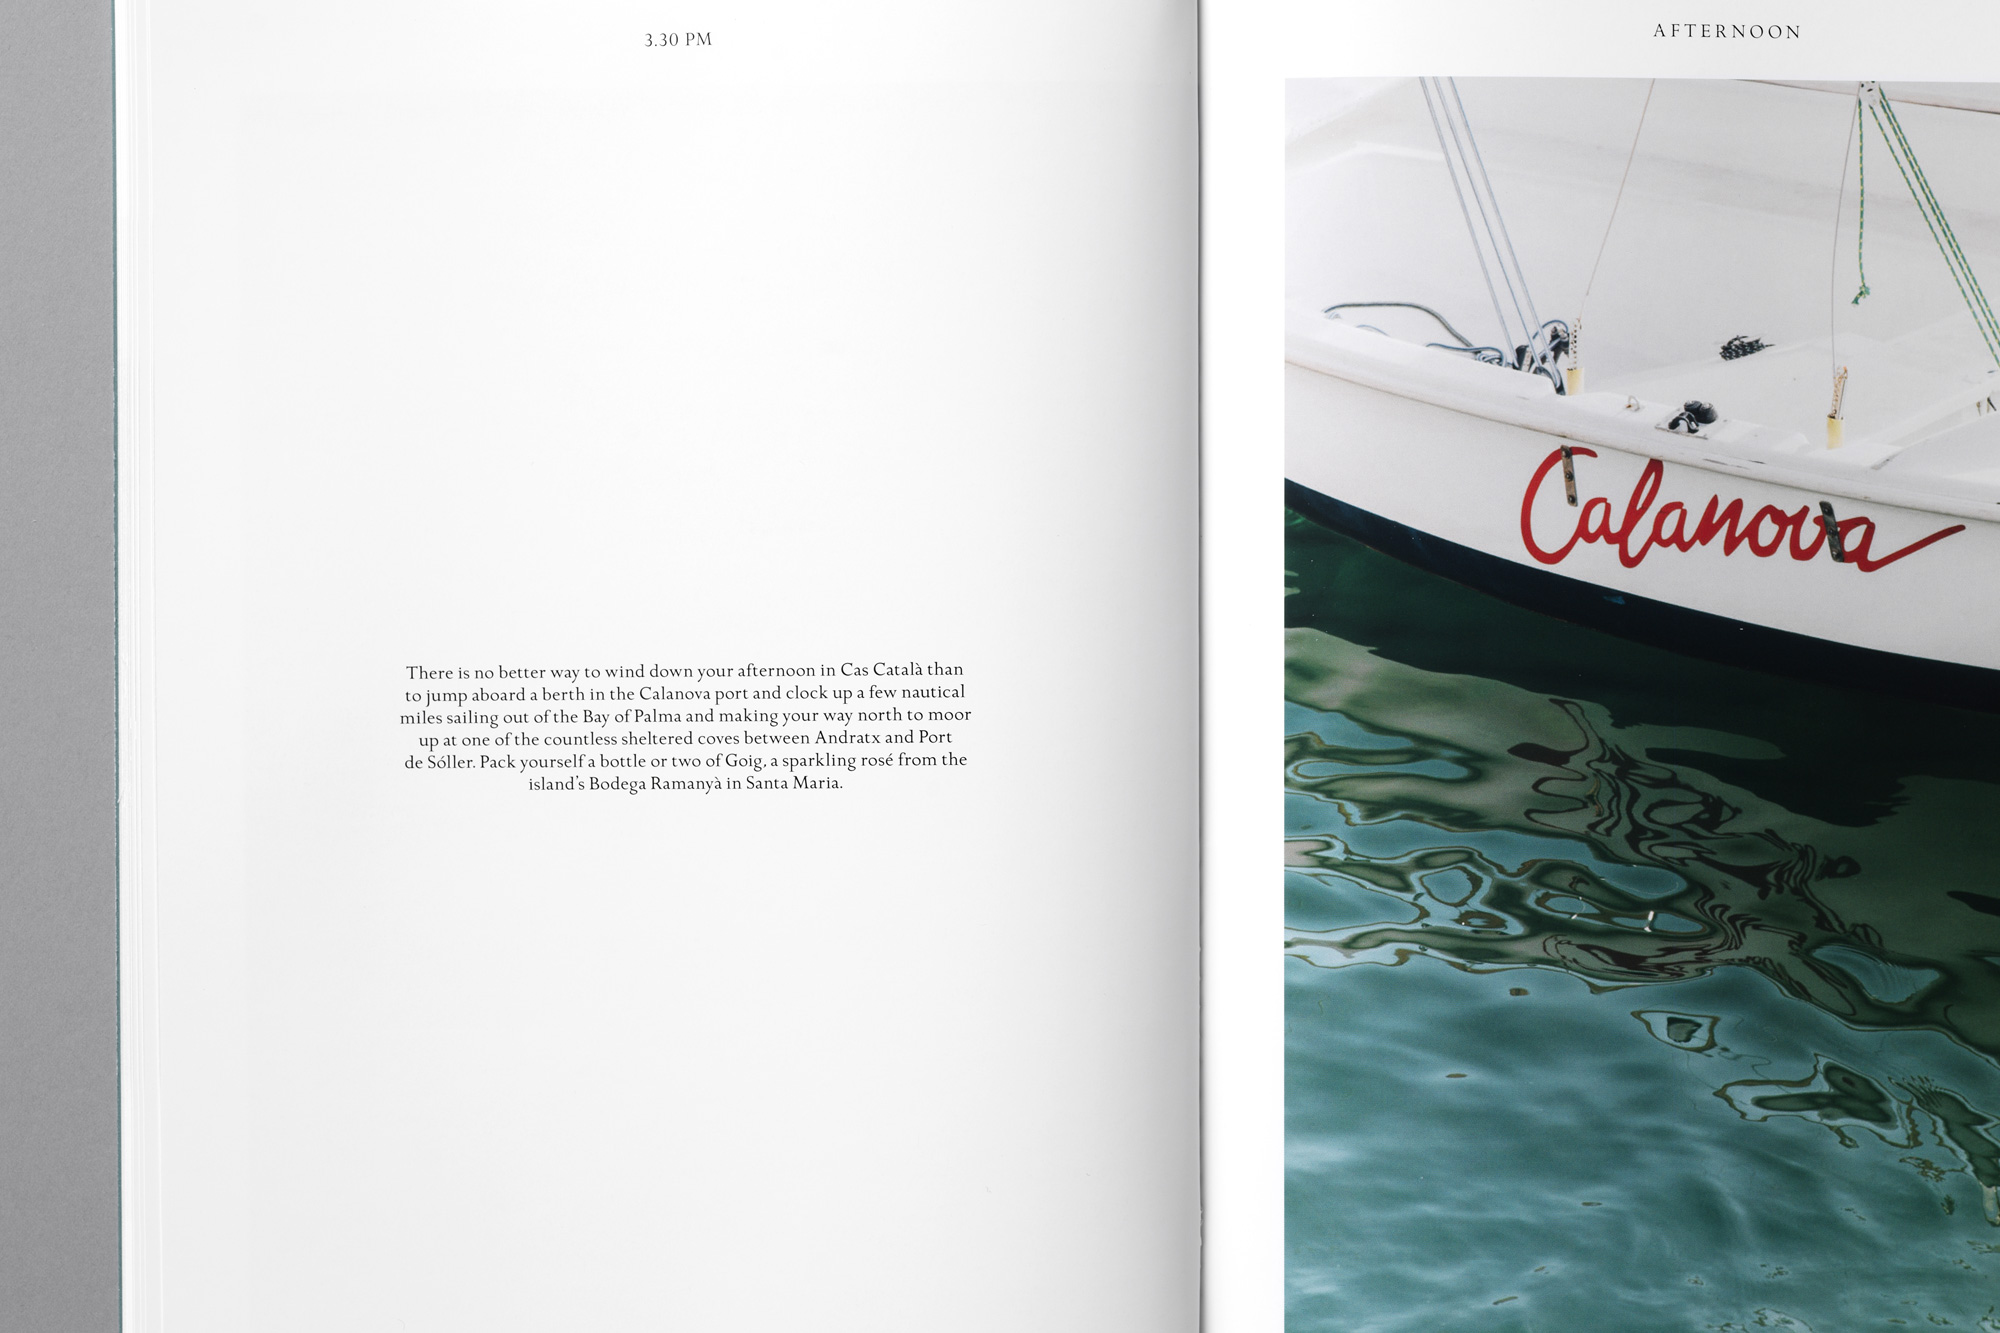 3.30 PM
There is no better way to wind down your afternoon in Cas Català than
to jump aboard a berth in the Calanova port and clock up a few nautical
miles sailing out of the Bay of Palma and making your way north to moor
up at one of the countless sheltered coves between Andratx and Port
de Sóller. Pack yourself a bottle or two of Goig, a sparkling rosé from the
island’s Bodega Ramanyà in Santa Maria.
AFTERNOON
Calanova